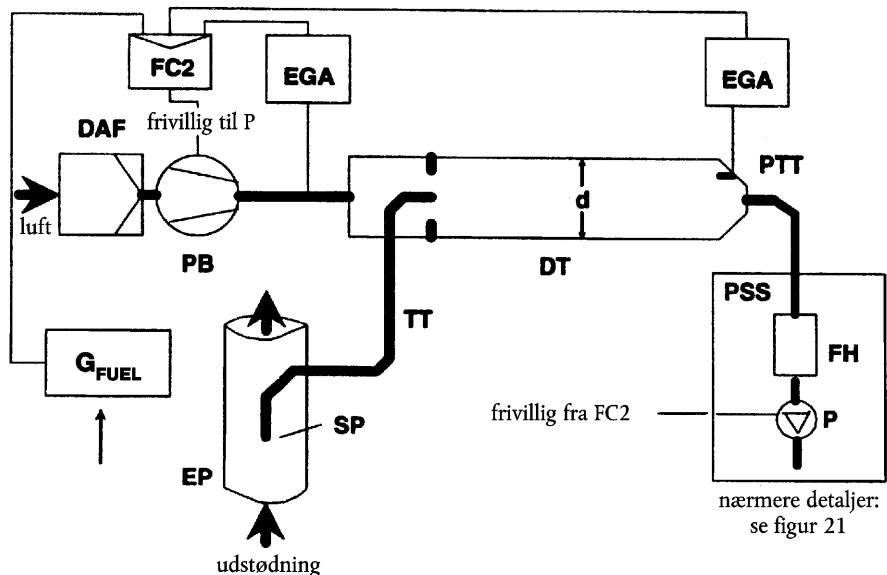 FC2
EGA
EGA
frivillig til P
DAF
PTT
luft
d
PB
DT
PSS
TT
FH
G FUEL
SP
frivillig fra FC2
P
EP
nærmere detaljer:
se figur 21
udstødning